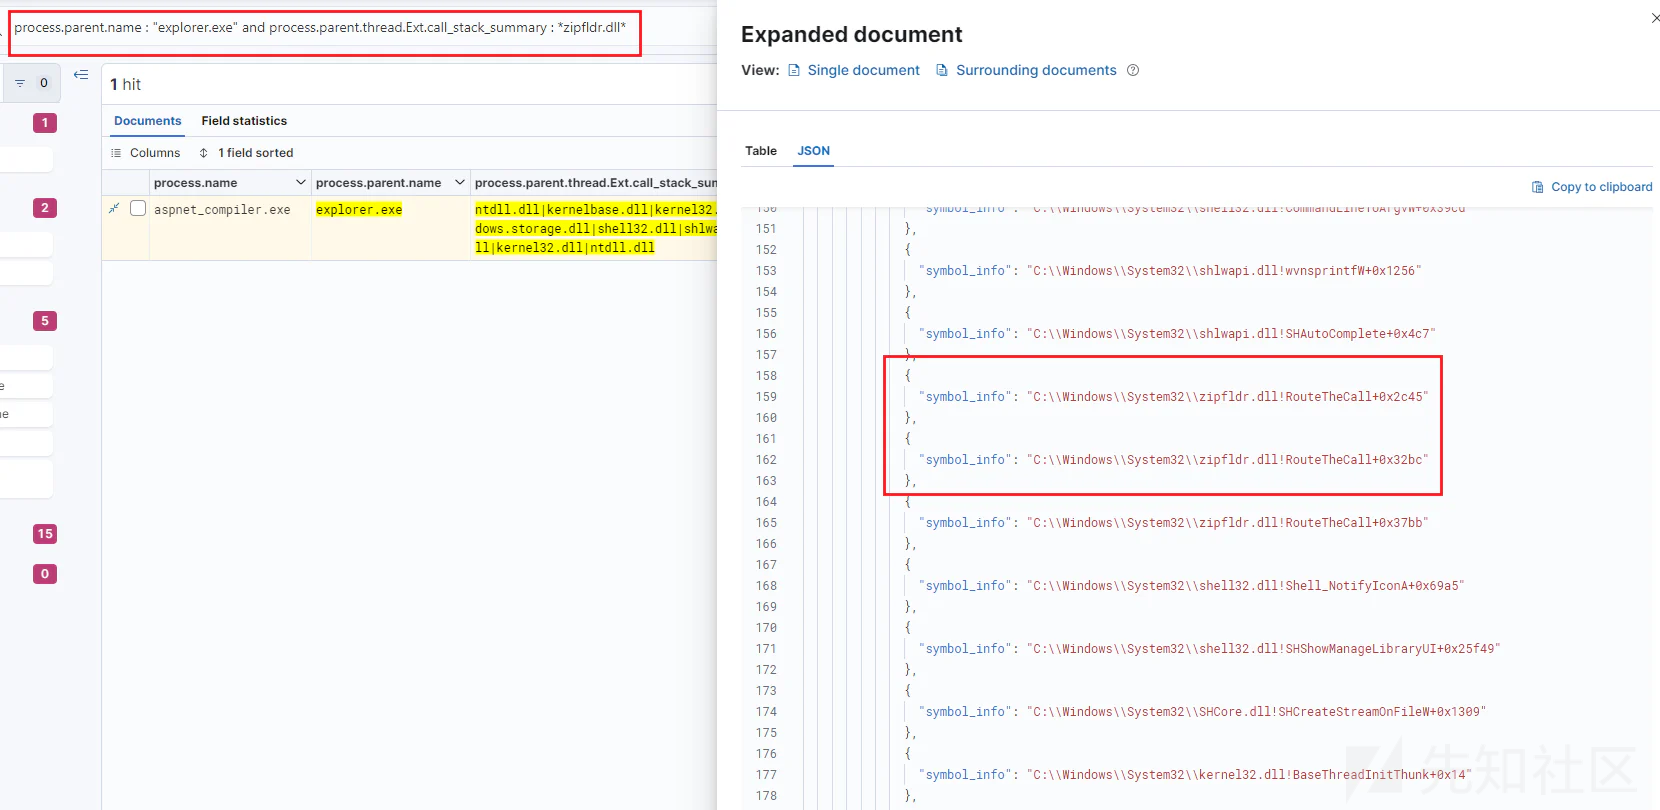 process.parent.name : "explorer.exe" and process.parent.thread.Ext.call_stack_summary : *zipfldr.dll*
0
1 hit
Documents Field statistics
Columns 1 field sorted
process.name process.parent.name process.parent.thread.Ext.call_stack_sum
aspnet_compiler.exe explorer.exe ntdll.dll|kernelbase.dll|kernel32.
dows.storage.dll|shell32.dll|shlwa
ll|kernel32.dll|ntdll.dll
1
2
5
e
ne
15
0
Expanded document
View: Single document Surrounding documents
Table JSON
Copy to clipboard
150 "symbol_info": "C:\\Windows\\System32\\shell32.dll!CommandLineToArgvW+0x39cd"
151 },
152 {
153 "symbol_info": "C:\\Windows\\System32\\shlwapi.dll!wvnsprintfW+0x1256"
154 },
155 {
156 "symbol_info": "C:\\Windows\\System32\\shlwapi.dll!SHAutoComplete+0x4c7"
157 },
158 {
159 "symbol_info": "C:\\Windows\\System32\\zipfldr.dll!RouteTheCall+0x2c45"
160 },
161 {
162 "symbol_info": "C:\\Windows\\System32\\zipfldr.dll!RouteTheCall+0x32bc"
163 },
164 {
165 "symbol_info": "C:\\Windows\\System32\\zipfldr.dll!RouteTheCall+0x37bb"
166 },
167 {
168 "symbol_info": "C:\\Windows\\System32\\shell32.dll!Shell_NotifyIconA+0x69a5"
169 },
170 {
171 "symbol_info": "C:\\Windows\\System32\\shell32.dll!SHShowManageLibraryUI+0x25f49"
172 },
173 {
174 "symbol_info": "C:\\Windows\\System32\\SHCore.dll!SHCreateStreamOnFileW+0x1309"
175 },
176 {
177 "symbol_info": "C:\\Windows\\System32\\kernel32.dll!BaseThreadInitThunk+0x14"
178 },
先知社区